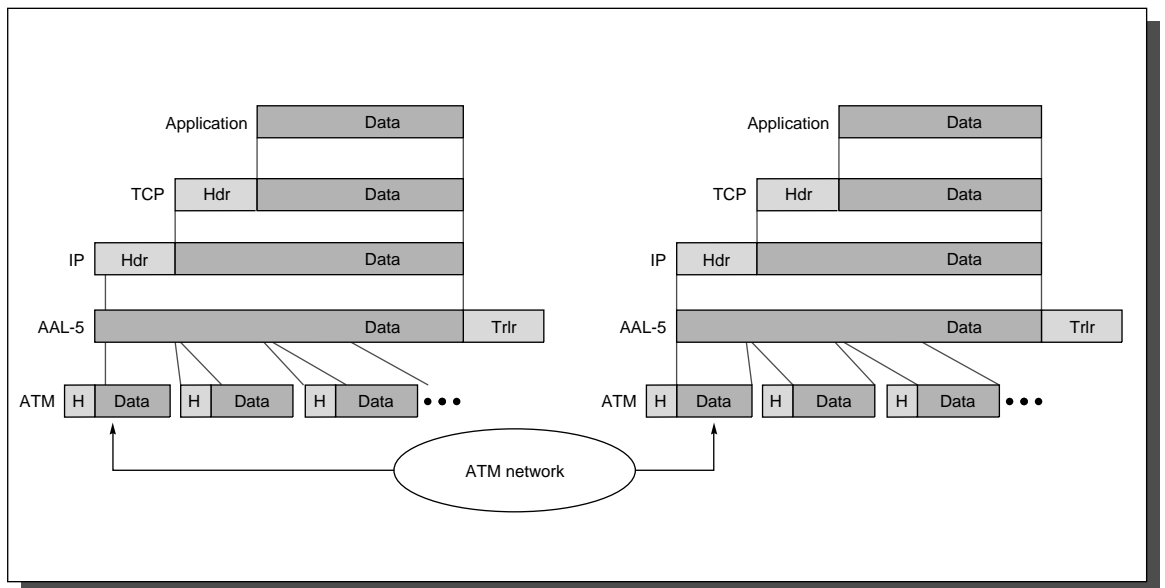 Application Data Application Data
TCP Hdr Data TCP Hdr Data
IP Hdr Data IP Hdr Data
AAL-5 Data Trlr AAL-5 Data Trlr
ATM H Data H Data H Data ••• ATM H Data H Data H Data •••
ATM network